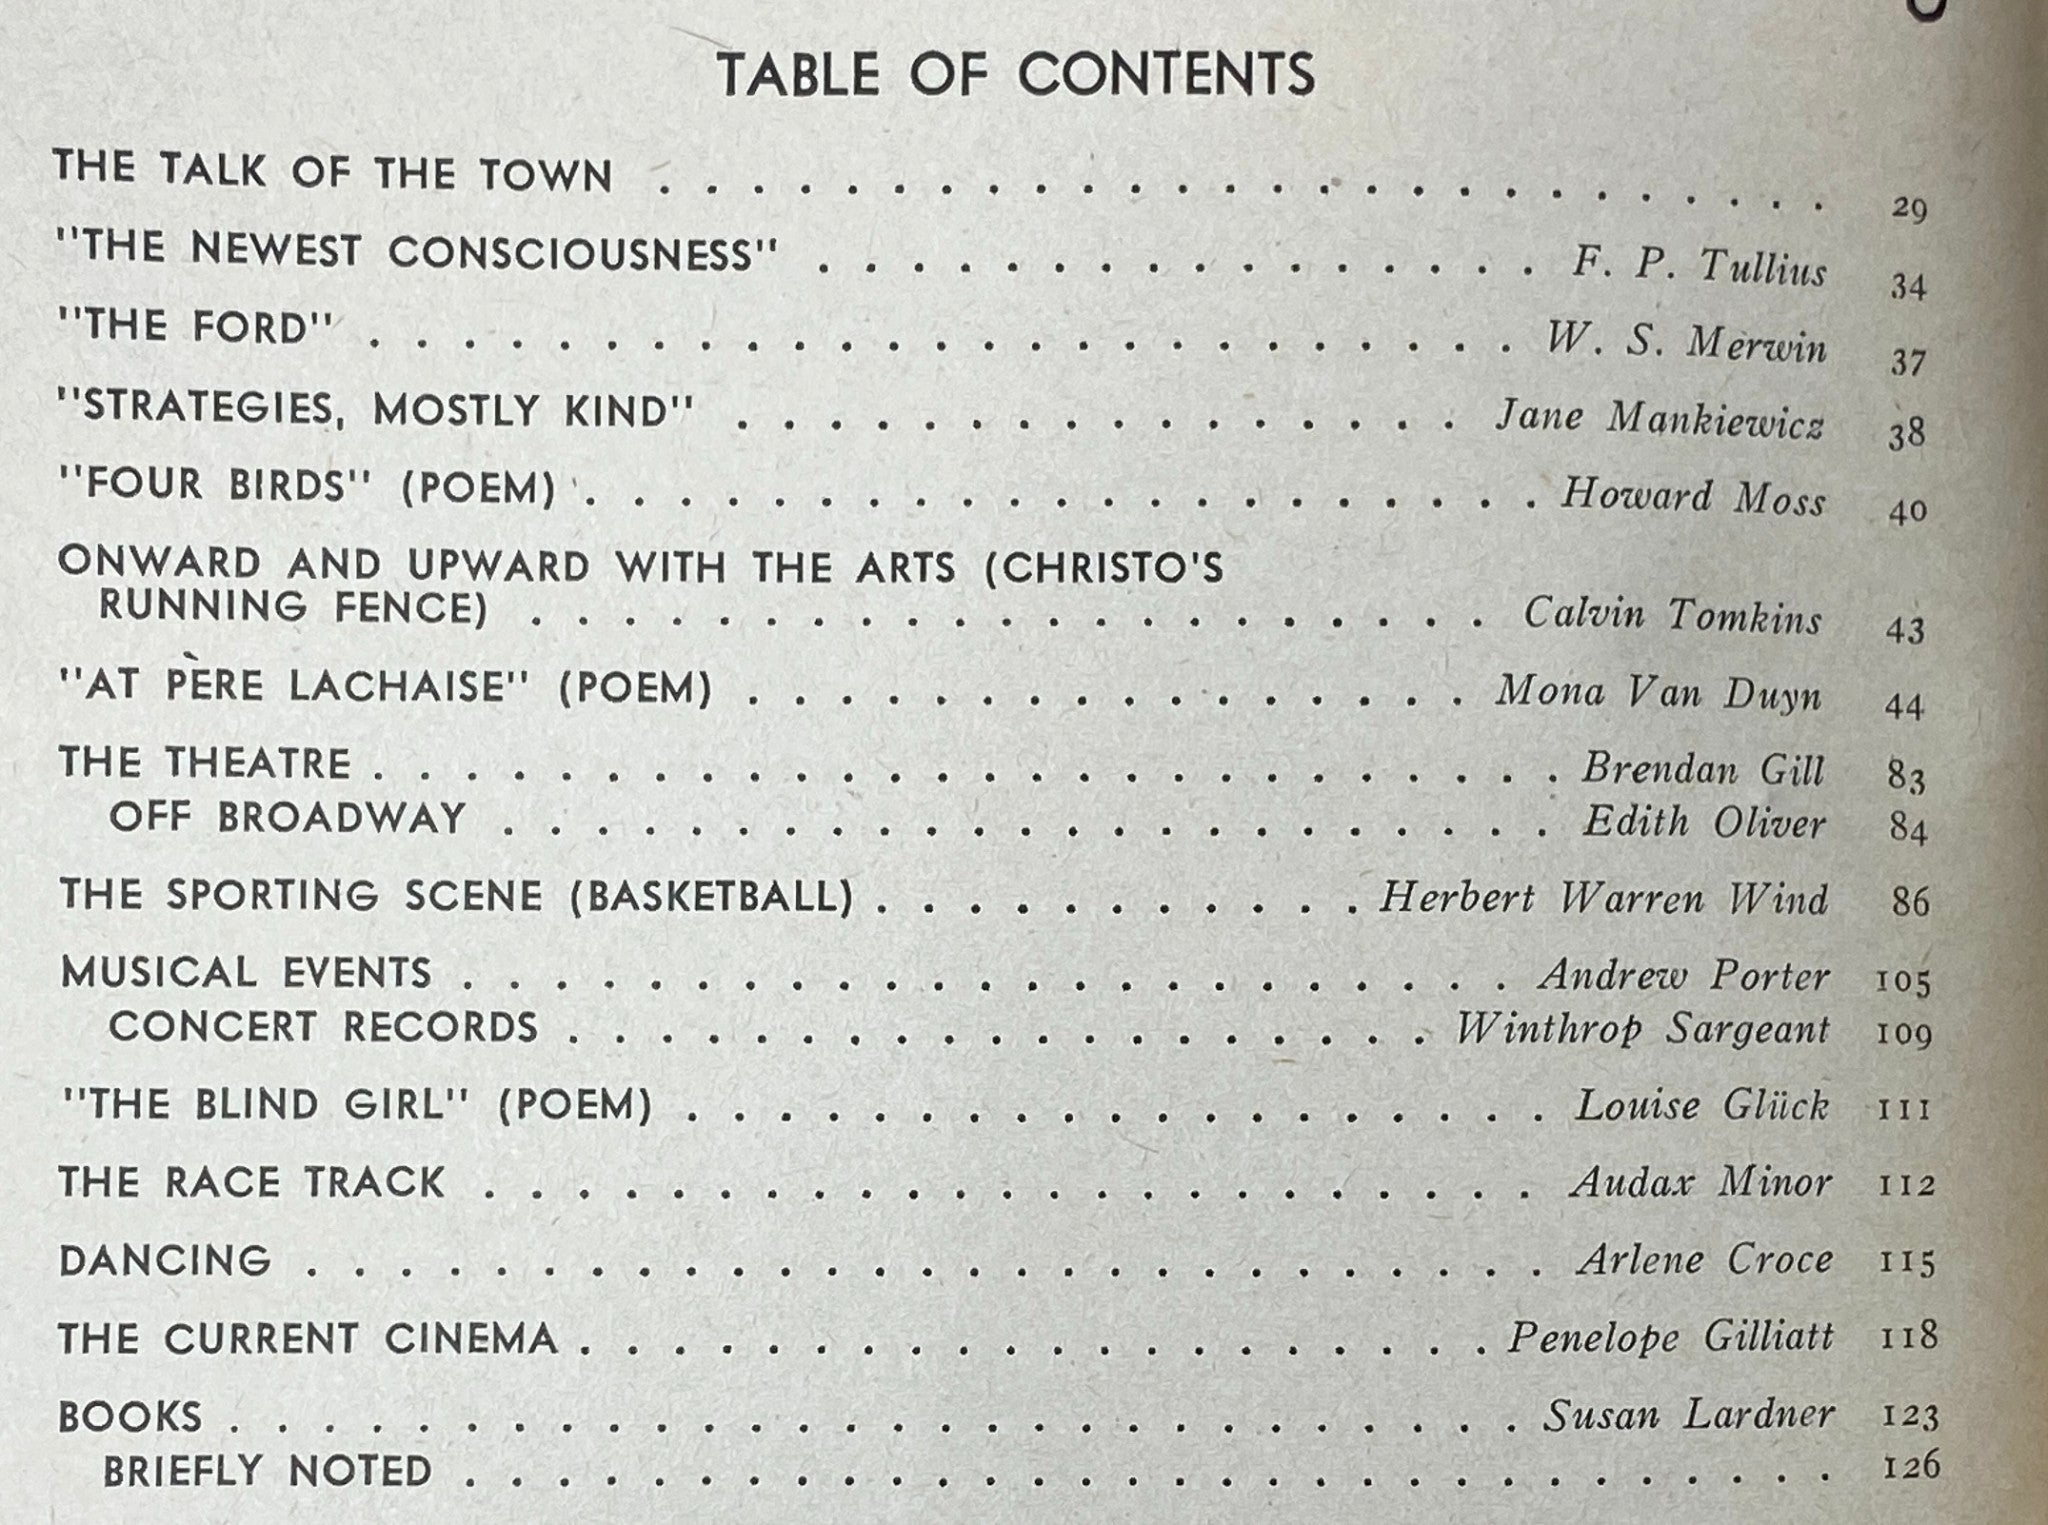 TABLE OF CONTENTS
THE TALK OF THE TOWN . . . . . . . . . . . . . . . . . . . . . . . . . 29
"THE NEWEST CONSCIOUSNESS" . . . . . . . . . . . . . . . . F. P. Tullius 34
"THE FORD" . . . . . . . . . . . . . . . . . . . . . . . . . W. S. Merwin 37
"STRATEGIES, MOSTLY KIND" . . . . . . . . . . . . . . . . Jane Mankiewicz 38
"FOUR BIRDS" (POEM) . . . . . . . . . . . . . . . . . . . . . Howard Moss 40
ONWARD AND UPWARD WITH THE ARTS (CHRISTO'S
RUNNING FENCE) . . . . . . . . . . . . . . . . . . . . . Calvin Tomkins 43
"AT PÈRE LACHAISE" (POEM) . . . . . . . . . . . . . . . . Mona Van Duyn 44
THE THEATRE . . . . . . . . . . . . . . . . . . . . . . . . . . Brendan Gill 83
OFF BROADWAY . . . . . . . . . . . . . . . . . . . . . . . Edith Oliver 84
THE SPORTING SCENE (BASKETBALL) . . . . . . . . . . . Herbert Warren Wind 86
MUSICAL EVENTS . . . . . . . . . . . . . . . . . . . . . . . Andrew Porter 105
CONCERT RECORDS . . . . . . . . . . . . . . . . . . . Winthrop Sargeant 109
"THE BLIND GIRL" (POEM) . . . . . . . . . . . . . . . . . . . Louise Glück 111
THE RACE TRACK . . . . . . . . . . . . . . . . . . . . . . . Audax Minor 112
DANCING . . . . . . . . . . . . . . . . . . . . . . . . . . . Arlene Croce 115
THE CURRENT CINEMA . . . . . . . . . . . . . . . . . . . . Penelope Gilliatt 118
BOOKS . . . . . . . . . . . . . . . . . . . . . . . . . . . . Susan Lardner 123
BRIEFLY NOTED . . . . . . . . . . . . . . . . . . . . . . . . . . . . . 126